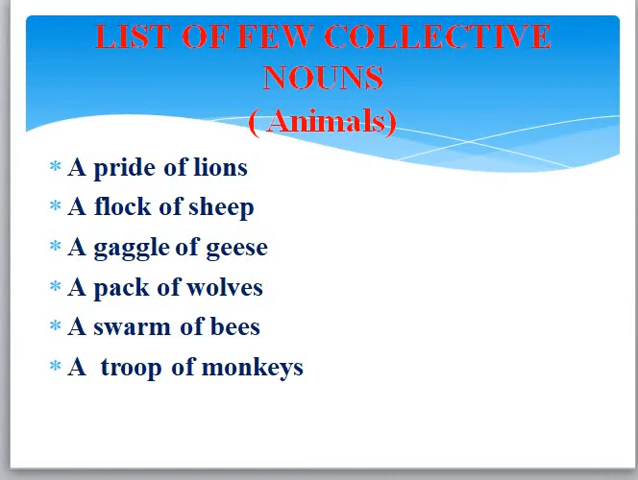 LIST OF FEW COLLECTIVE
NOUNS
( Animals)
* A pride of lions
* A flock of sheep
* A gaggle of geese
* A pack of wolves
* A swarm of bees
* A troop of monkeys